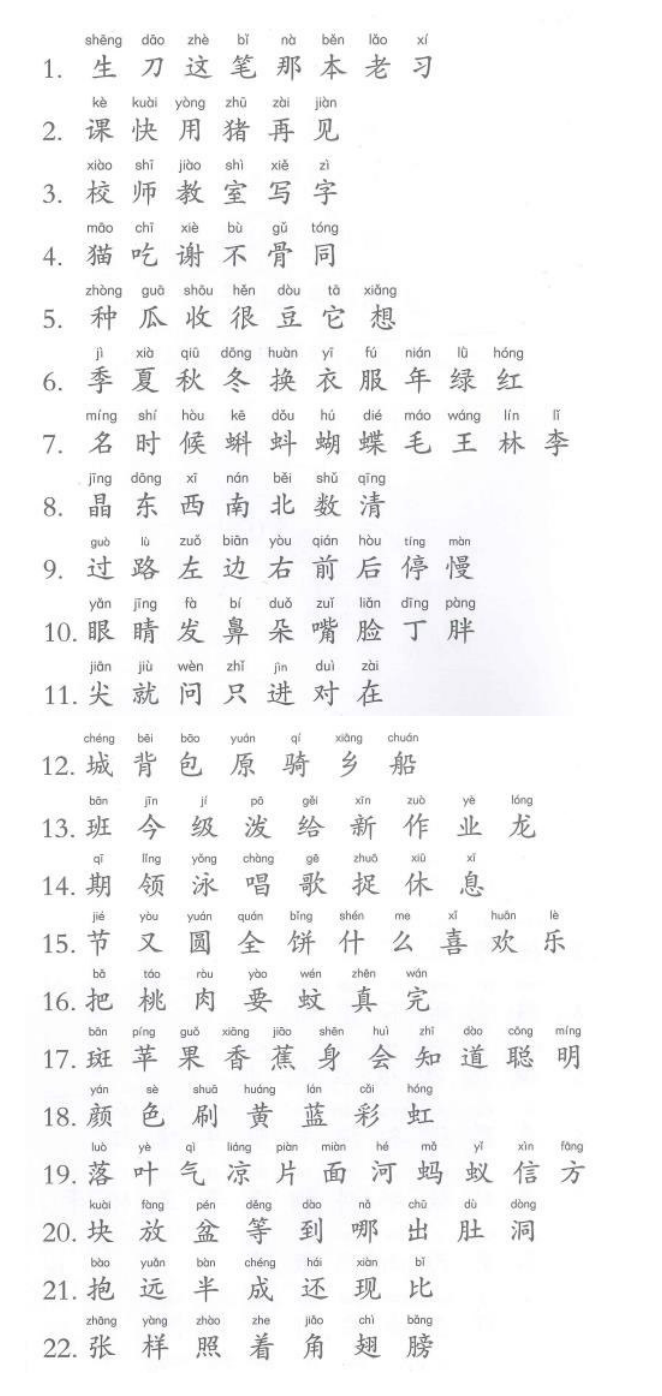 shēng dāo zhè bǐ nà běn lǎo xí
1. 生 刀 这 笔 那 本 老 习
kè kuài yòng zhū zài jiàn
2. 课 快 用 猪 再 见
xiào shī jiào shì xiě zì
3. 校 师 教 室 写 字
māo chī xiè bù gǔ tóng
4. 猫 吃 谢 不 骨 同
zhòng guā shōu hěn dòu tā xiǎng
5. 种 瓜 收 很 豆 它 想
jì xià qiū dōng huàn yī fú nián lǜ hóng
6. 季 夏 秋 冬 换 衣 服 年 绿 红
míng shí hòu kē dǒu hú dié máo wáng lín lǐ
7. 名 时 候 蝌 蚪 蝴 蝶 毛 王 林 李
jīng dōng xī nán běi shǔ qīng
8. 晶 东 西 南 北 数 清
guò lù zuǒ biān yòu qián hòu tíng màn
9. 过 路 左 边 右 前 后 停 慢
yǎn jīng fà bí duǒ zuǐ liǎn dīng pàng
10. 眼 睛 发 鼻 朵 嘴 脸 丁 胖
jiān jiù wèn zhǐ jìn duì zài
11. 尖 就 问 只 进 对 在
chéng bēi bāo yuán qí xiāng chuán
12. 城 背 包 原 骑 乡 船
bān jīn jí pō gěi xīn zuò yè lóng
13. 班 今 级 泼 给 新 作 业 龙
qī lǐng yǒng chàng gē zhuō xiū xī
14. 期 领 泳 唱 歌 捉 休 息
jié yòu yuán quán bǐng shén me xǐ huān lè
15. 节 又 圆 全 饼 什 么 喜 欢 乐
bǎ táo ròu yào wén zhēn wán
16. 把 桃 肉 要 蚊 真 完
bān píng guǒ xiāng jiāo shēn huì zhī dào cōng míng
17. 斑 苹 果 香 蕉 身 会 知 道 聪 明
yán sè shuā huáng lán cǎi hóng
18. 颜 色 刷 黄 蓝 彩 虹
luò yè qì liáng piàn miàn hé mǎ yǐ xìn fāng
19. 落 叶 气 凉 片 面 河 蚂 蚁 信 方
kuài fàng pén děng dào nǎ chū dù dòng
20. 块 放 盆 等 到 哪 出 肚 洞
bào yuǎn bàn chéng hái xiàn bǐ
21. 抱 远 半 成 还 现 比
zhāng yàng zhào zhe jiǎo chì bǎng
22. 张 样 照 着 角 翅 膀